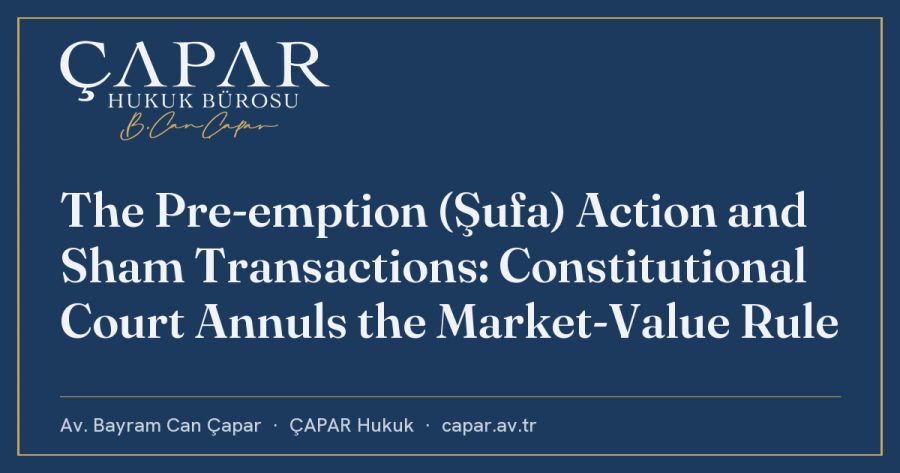 ÇAPAR
HUKUK BÜROSU
B.Can Çapar
The Pre-emption (Şufa) Action and
Sham Transactions: Constitutional
Court Annuls the Market-Value Rule
Av. Bayram Can Çapar · ÇAPAR Hukuk · capar.av.tr